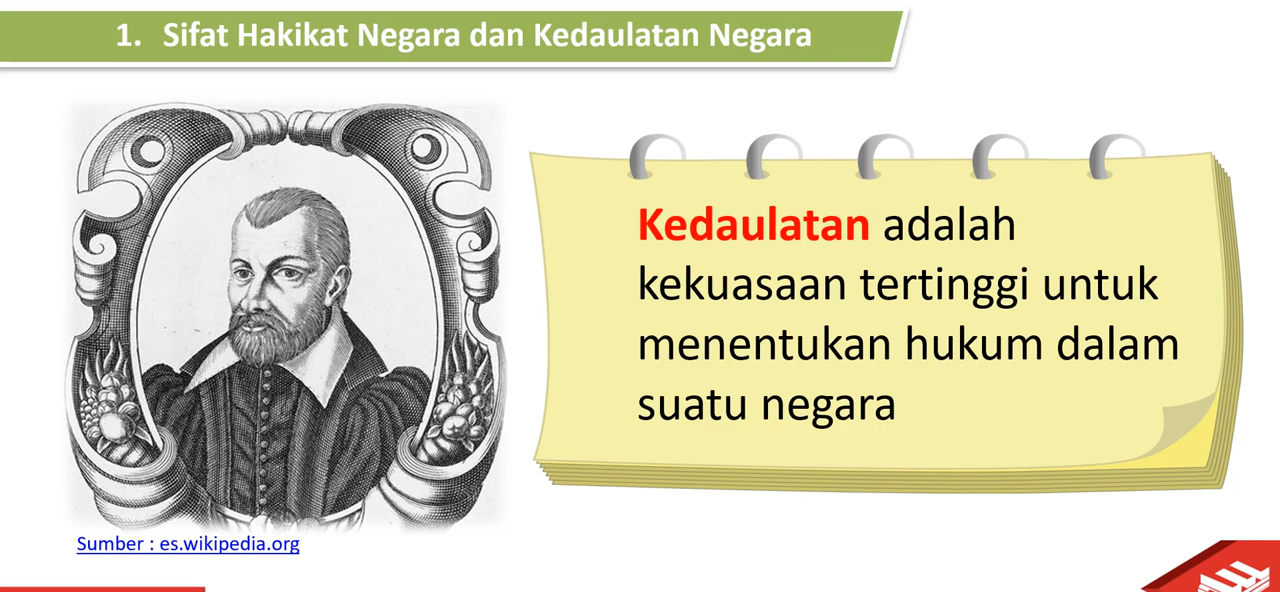 1. Sifat Hakikat Negara dan Kedaulatan Negara
Kedaulatan adalah
kekuasaan tertinggi untuk
menentukan hukum dalam
suatu negara
Sumber : es.wikipedia.org